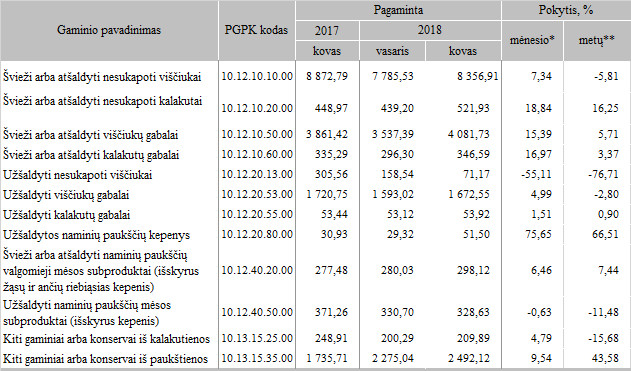 Gaminio pavadinimas PGPK kodas Pagaminta Pokytis, %
2017 2018 mėnesio* metų**
kovas vasaris kovas
Švieži arba atšaldyti nesukapoti viščiukai 10.12.10.10.00 8 872,79 7 785,53 8 356,91 7,34 -5,81
Švieži arba atšaldyti nesukapoti kalakutai 10.12.10.20.00 448,97 439,20 521,93 18,84 16,25
Švieži arba atšaldyti viščiukų gabalai 10.12.10.50.00 3 861,42 3 537,39 4 081,73 15,39 5,71
Švieži arba atšaldyti kalakutų gabalai 10.12.10.60.00 335,29 296,30 346,59 16,97 3,37
Užšaldyti nesukapoti viščiukai 10.12.20.13.00 305,56 158,54 71,17 -55,11 -76,71
Užšaldyti viščiukų gabalai 10.12.20.53.00 1 720,75 1 593,02 1 672,55 4,99 -2,80
Užšaldyti kalakutų gabalai 10.12.20.55.00 53,44 53,12 53,92 1,51 0,90
Užšaldytos naminių paukščių kepenys 10.12.20.80.00 30,93 29,32 51,50 75,65 66,51
Švieži arba atšaldyti naminių paukščių
valgomieji mėsos subproduktai (išskyrus 10.12.40.20.00 277,48 280,03 298,12 6,46 7,44
žąsų ir ančių riebiąsias kepenis)
Užšaldyti naminių paukščių mėsos
subproduktai (išskyrus kepenis) 10.12.40.50.00 371,26 330,70 328,63 -0,63 -11,48
Kiti gaminiai arba konservai iš kalakutienos 10.13.15.25.00 248,91 200,29 209,89 4,79 -15,68
Kiti gaminiai arba konservai iš paukštienos 10.13.15.35.00 1 735,71 2 275,04 2 492,12 9,54 43,58